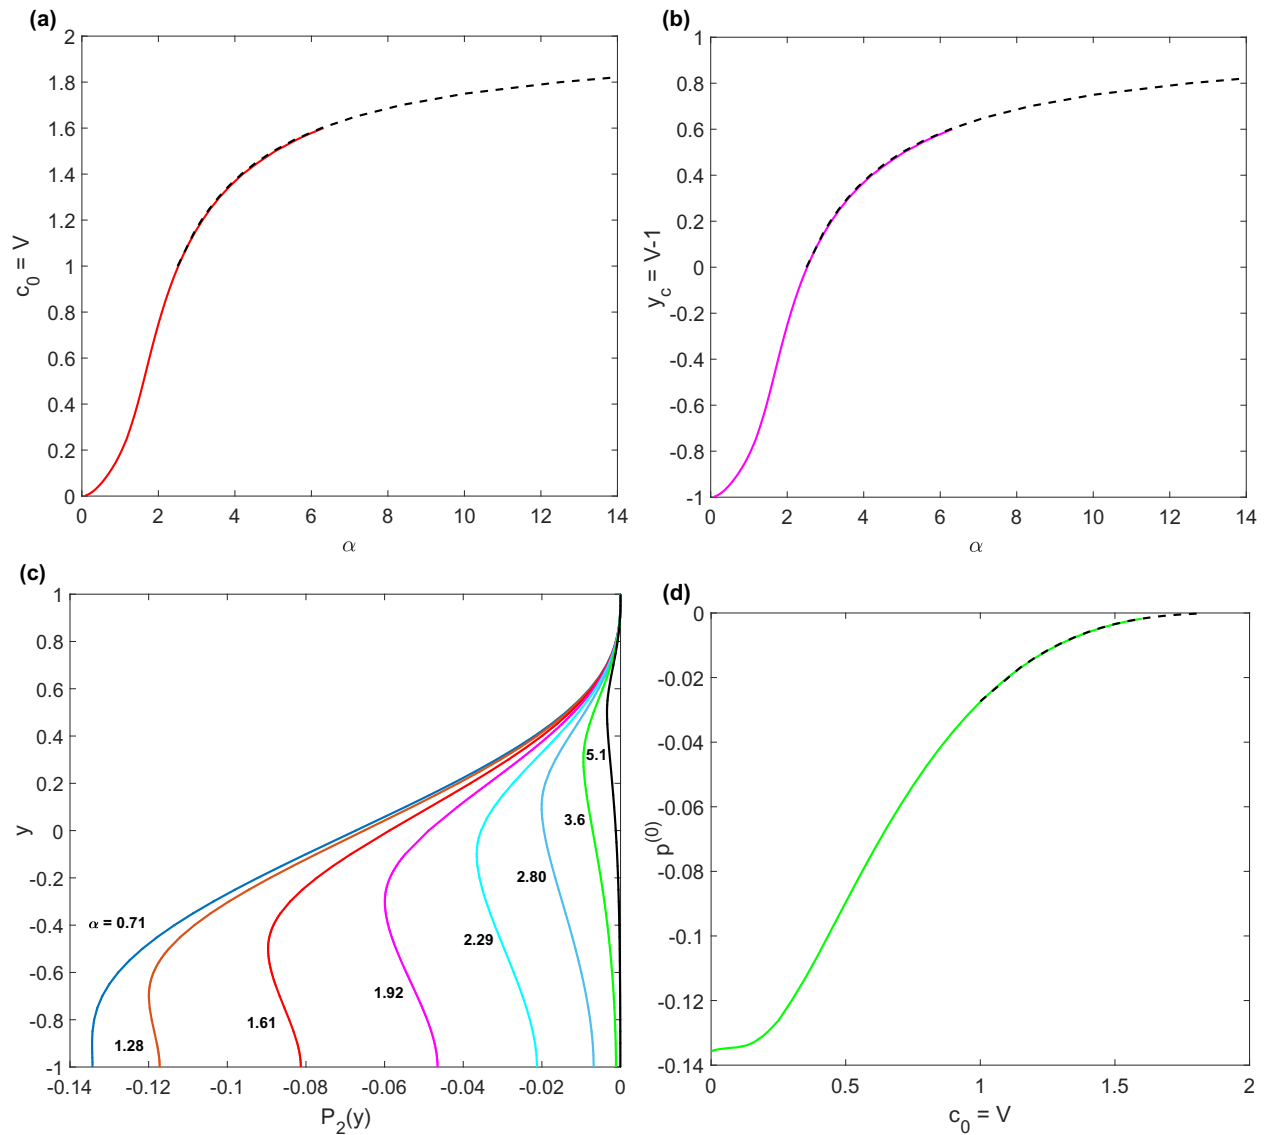 (a)
2
1.8
1.6
1.4
1.2
1
0.8
0.6
0.4
0.2
0
c0 = V
0 2 4 6 8 10 12 14
α
(b)
1
0.8
0.6
0.4
0.2
0
-0.2
-0.4
-0.6
-0.8
-1
yc = V-1
0 2 4 6 8 10 12 14
α
(c)
1
0.8
0.6
0.4
0.2
0
-0.2
-0.4
-0.6
-0.8
-1
y
5.1
3.6
2.80
α = 0.71
2.29
1.92
1.61
1.28
-0.14 -0.12 -0.1 -0.08 -0.06 -0.04 -0.02 0
P2(y)
(d)
0
-0.02
-0.04
-0.06
-0.08
-0.1
-0.12
-0.14
p(0)
0 0.5 1 1.5 2
c0 = V